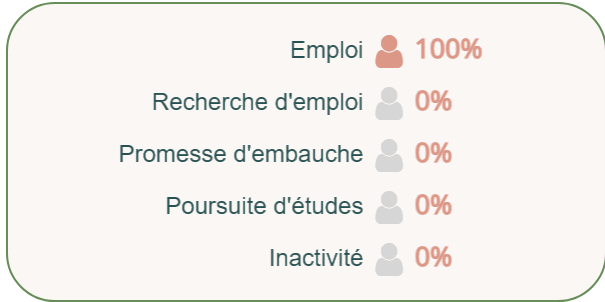 Emploi 100%
Recherche d'emploi 0%
Promesse d'embauche 0%
Poursuite d'études 0%
Inactivité 0%